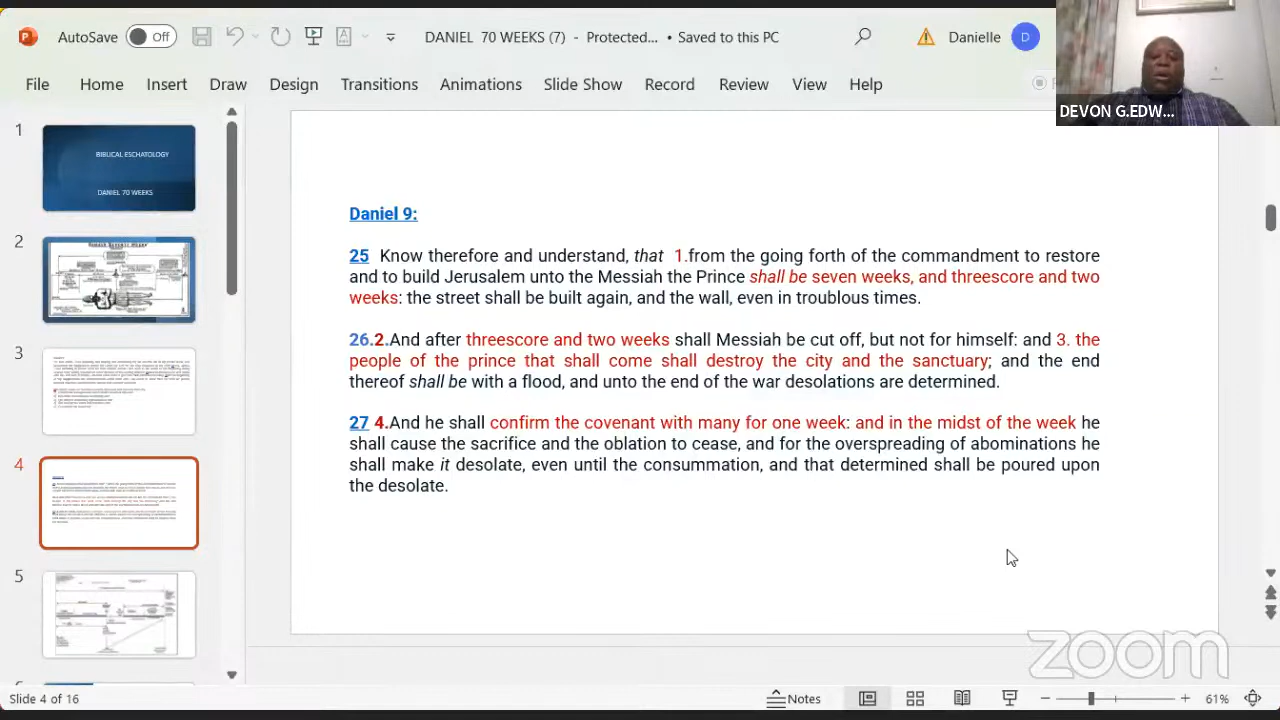 AutoSave Off DANIEL 70 WEEKS (7) - Protected... • Saved to this PC Danielle D
DEVON G.EDW...
File Home Insert Draw Design Transitions Animations Slide Show Record Review View Help
1
BIBLICAL ESCHATOLOGY
DANIEL 70 WEEKS
2
3
4
5
Daniel 9:
25 Know therefore and understand, that 1.from the going forth of the commandment to restore
and to build Jerusalem unto the Messiah the Prince shall be seven weeks, and threescore and two
weeks: the street shall be built again, and the wall, even in troublous times.
26.2.And after threescore and two weeks shall Messiah be cut off, but not for himself: and 3. the
people of the prince that shall come shall destroy the city and the sanctuary; and the end
thereof shall be with a flood, and unto the end of the war desolations are determined.
27 4.And he shall confirm the covenant with many for one week: and in the midst of the week he
shall cause the sacrifice and the oblation to cease, and for the overspreading of abominations he
shall make it desolate, even until the consummation, and that determined shall be poured upon
the desolate.
zoom
Slide 4 of 16 Notes 61%